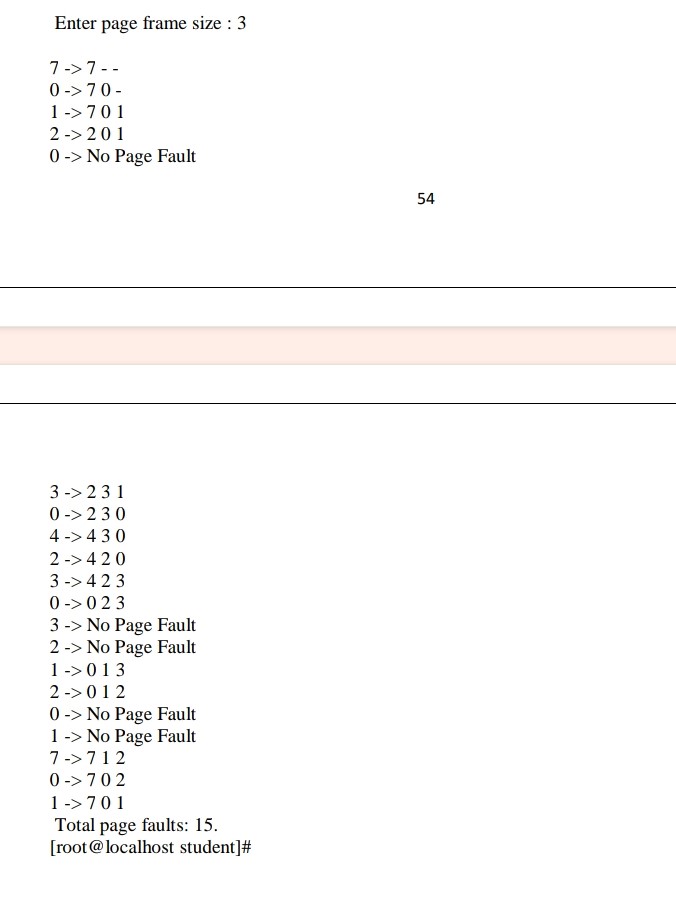 Enter page frame size : 3
7 -> 7 - -
0 -> 7 0 -
1 -> 7 0 1
2 -> 2 0 1
0 -> No Page Fault
54
3 -> 2 3 1
0 -> 2 3 0
4 -> 4 3 0
2 -> 4 2 0
3 -> 4 2 3
0 -> 0 2 3
3 -> No Page Fault
2 -> No Page Fault
1 -> 0 1 3
2 -> 0 1 2
0 -> No Page Fault
1 -> No Page Fault
7 -> 7 1 2
0 -> 7 0 2
1 -> 7 0 1
Total page faults: 15.
[root@localhost student]#